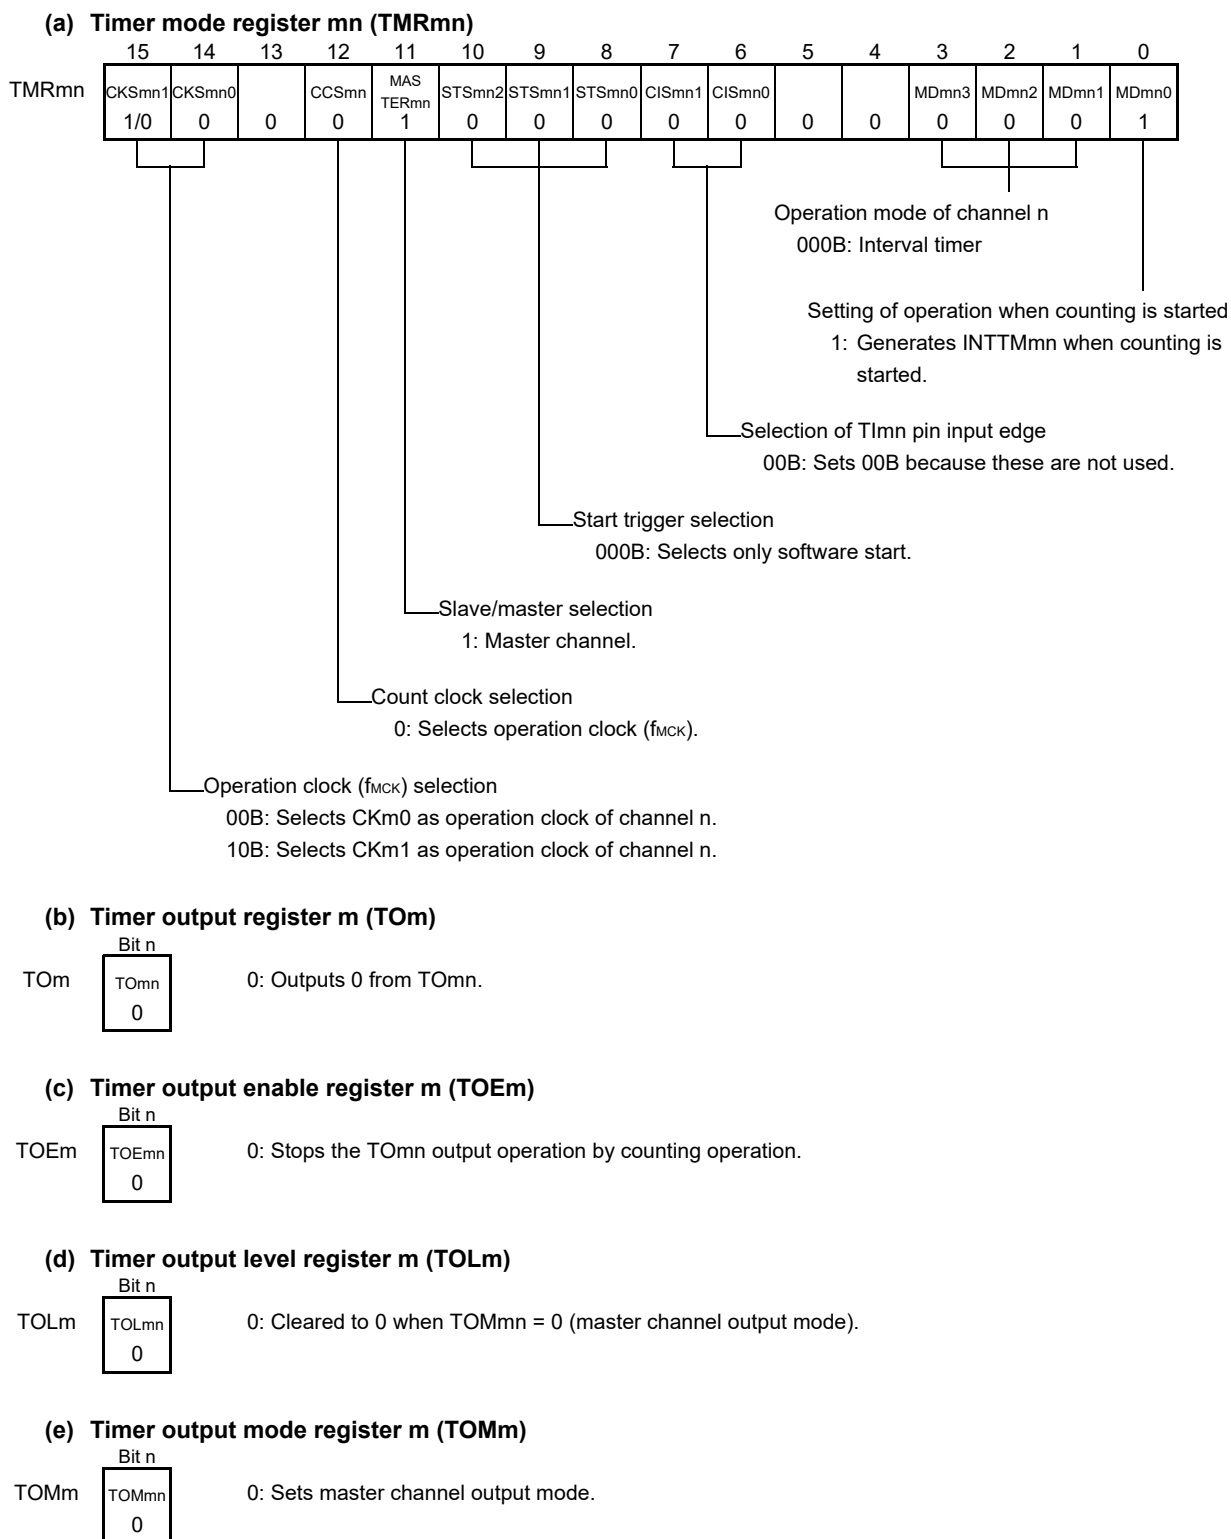 (a) Timer mode register mn (TMRmn)
15 14 13 12 11 10 9 8 7 6 5 4 3 2 1 0
TMRmn CKSmn1 CKSmn0 CCSmn MAS TERmn STSmn2 STSmn1 STSmn0 CISmn1 CISmn0 MDmn3 MDmn2 MDmn1 MDmn0
1/0 0 0 0 1 0 0 0 0 0 0 0 0 0 0 1
Operation mode of channel n
000B: Interval timer
Setting of operation when counting is started
1: Generates INTTMmn when counting is
started.
Selection of TImn pin input edge
00B: Sets 00B because these are not used.
Start trigger selection
000B: Selects only software start.
Slave/master selection
1: Master channel.
Count clock selection
0: Selects operation clock (fMCK).
Operation clock (fMCK) selection
00B: Selects CKm0 as operation clock of channel n.
10B: Selects CKm1 as operation clock of channel n.
(b) Timer output register m (TOm)
Bit n
TOm TOmn 0: Outputs 0 from TOmn.
0
(c) Timer output enable register m (TOEm)
Bit n
TOEm TOEmn 0: Stops the TOmn output operation by counting operation.
0
(d) Timer output level register m (TOLm)
Bit n
TOLm TOLmn 0: Cleared to 0 when TOMmn = 0 (master channel output mode).
0
(e) Timer output mode register m (TOMm)
Bit n
TOMm TOMmn 0: Sets master channel output mode.
0